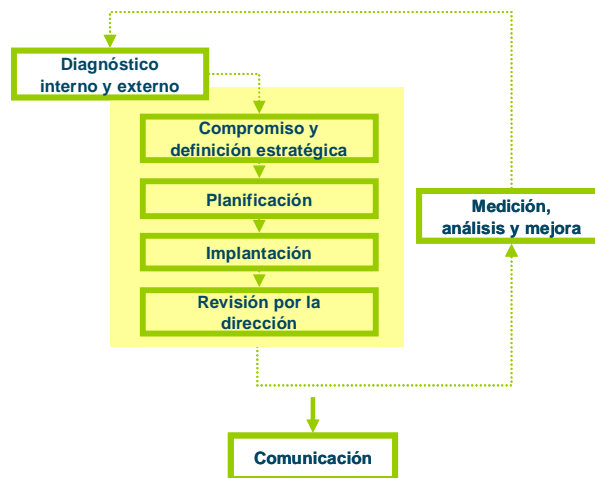 Diagnóstico
interno y externo
Compromiso y
definición estratégica
Planificación
Implantación
Revisión por la
dirección
Medición,
análisis y mejora
Comunicación